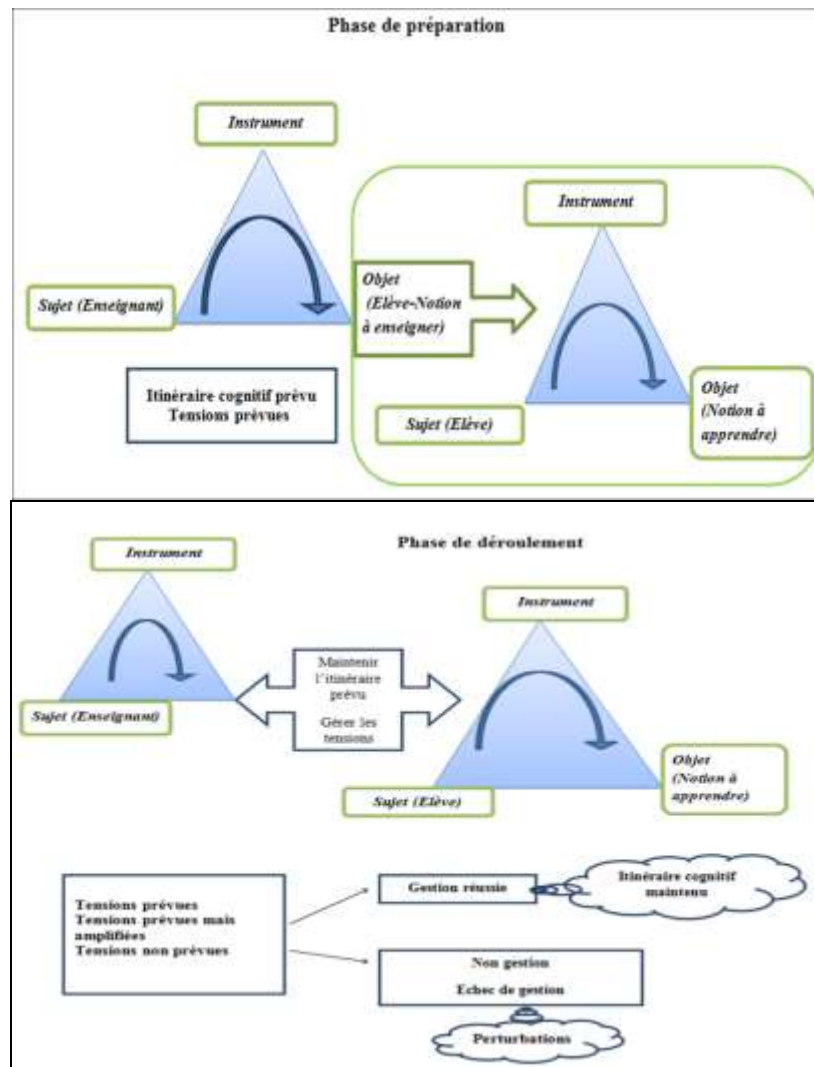 Phase de préparation
Instrument
Instrument
Sujet (Enseignant)
Objet
(Elève-Notion
à enseigner)
Itinéraire cognitif prévu
Tensions prévues
Sujet (Elève)
Objet
(Notion à
apprendre)
Phase de déroulement
Instrument
Instrument
Maintenir
l'itinéraire
prévu
Gérer les
tensions
Sujet (Enseignant)
Sujet (Elève)
Objet
(Notion à
apprendre)
Tensions prévues
Tensions prévues mais
amplifiées
Tensions non prévues
Gestion réussie
Itinéraire cognitif
maintenu
Non gestion
Echec de gestion
Perturbations